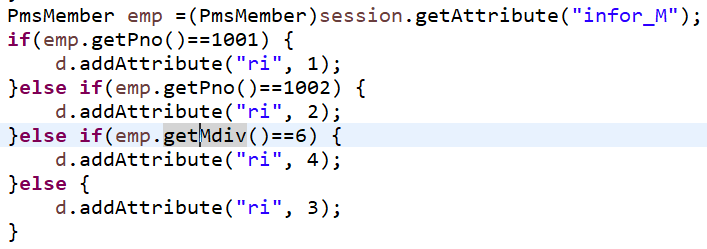 PmsMember emp =(PmsMember)session.getAttribute("infor_M");
if(emp.getPno()==1001) {
d.addAttribute("ri", 1);
}else if(emp.getPno()==1002) {
d.addAttribute("ri", 2);
}else if(emp.getMdiv()==6) {
d.addAttribute("ri", 4);
}else {
d.addAttribute("ri", 3);
}